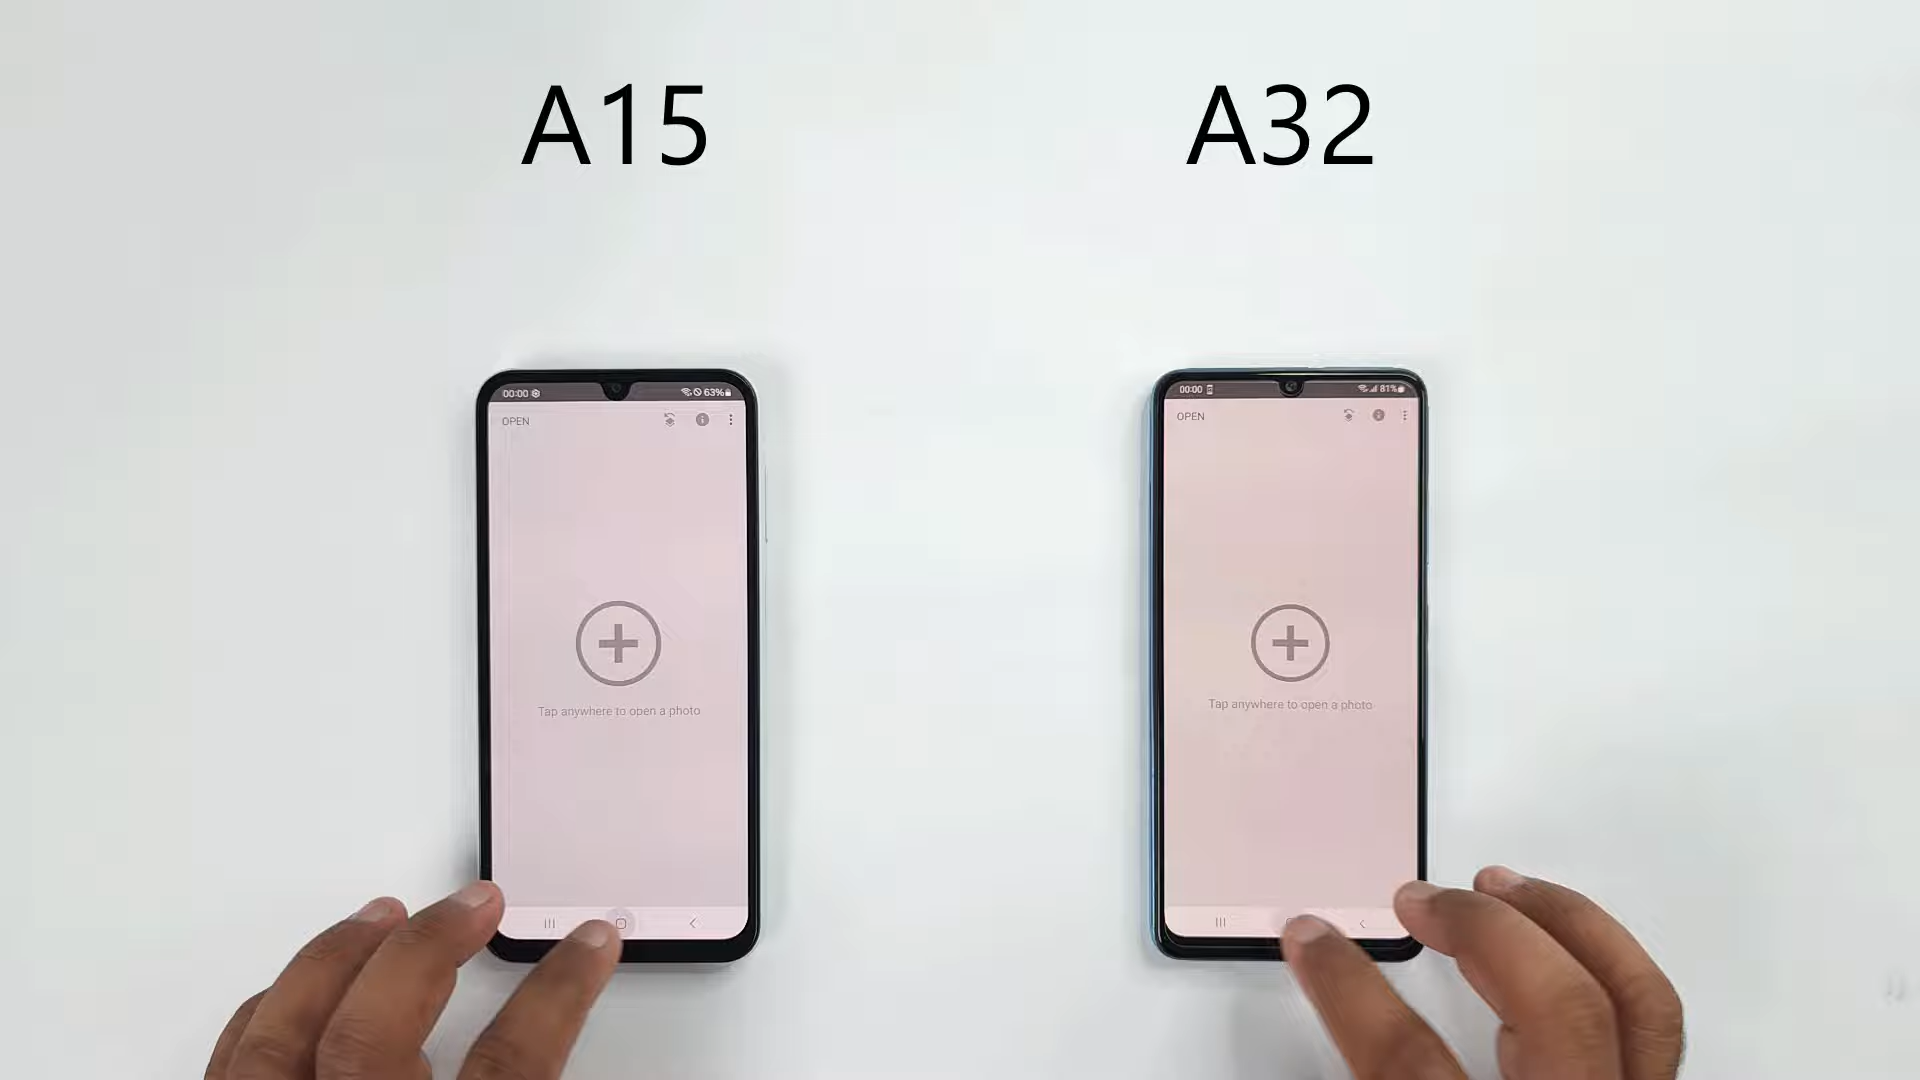 A15
A32
00:00
63%
OPEN
Tap anywhere to open a photo
00:00
81%
OPEN
Tap anywhere to open a photo